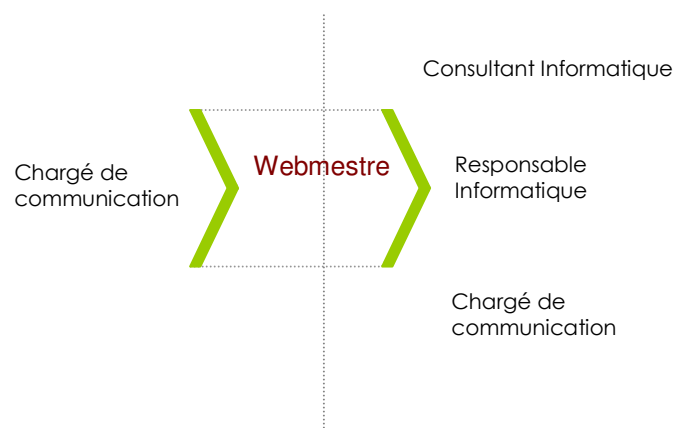 Consultant Informatique
Chargé de
communication
Webmestre
Responsable
Informatique
Chargé de
communication